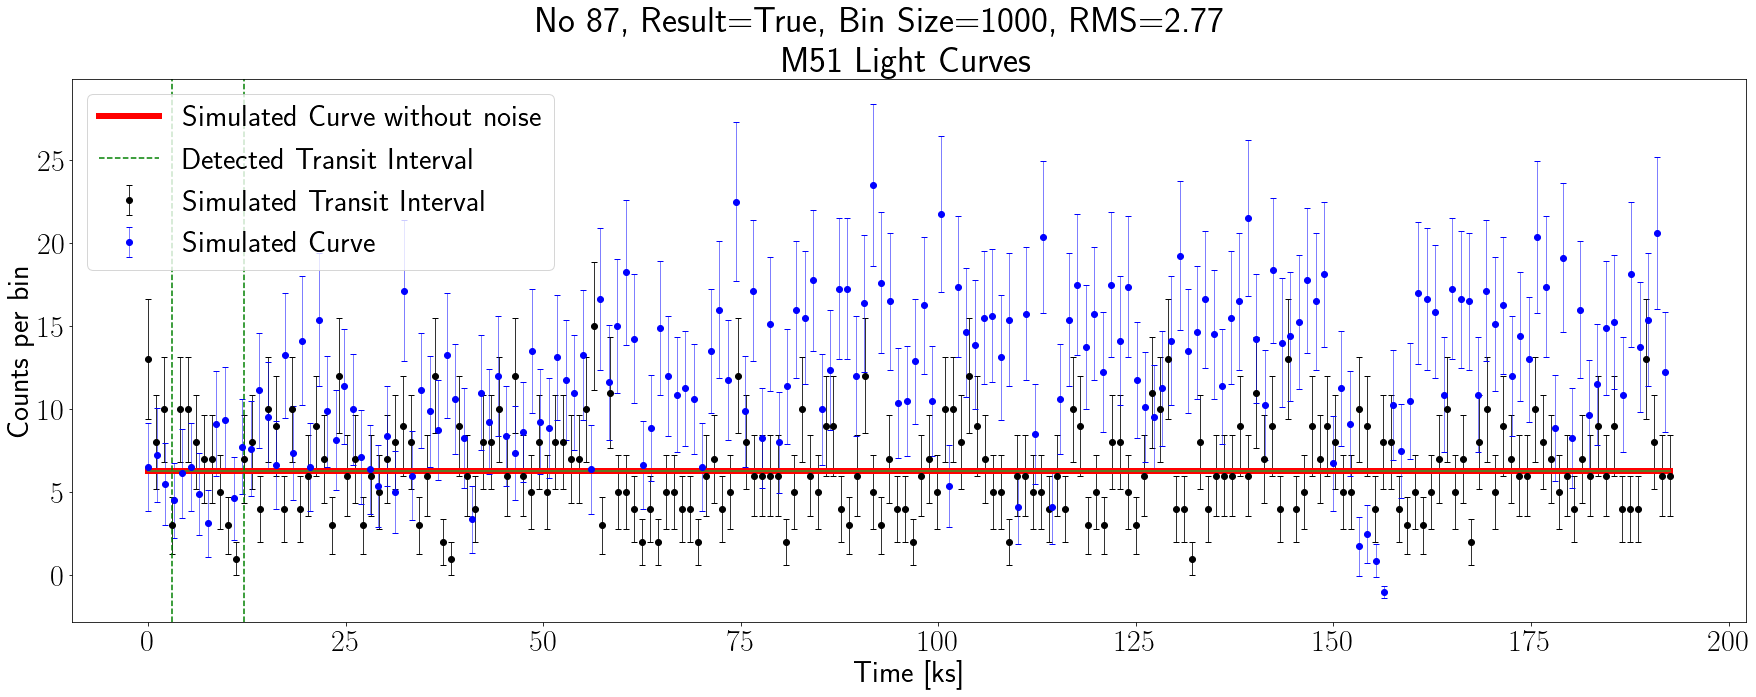 No 87, Result=True, Bin Size=1000, RMS=2.77
M51 Light Curves
Simulated Curve without noise
Detected Transit Interval
Simulated Transit Interval
Simulated Curve
Counts per bin
25
20
15
10
5
0
0 25 50 75 100 125 150 175 200
Time [ks]